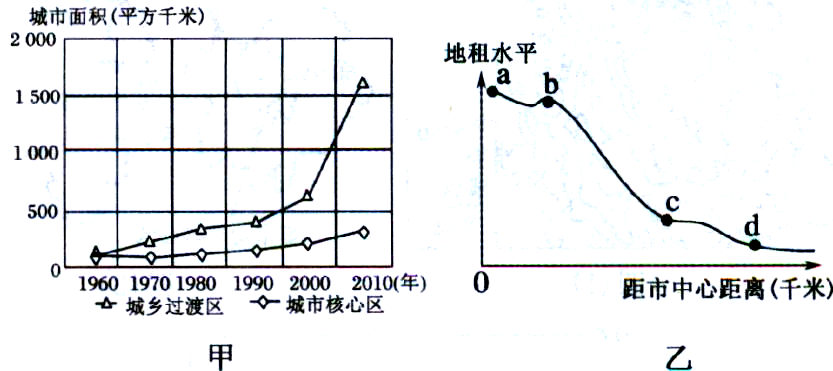 城市面积(平方千米)
2 000
1 500
1 000
500
0
1960 1970 1980 1990 2000 2010(年)
城乡过渡区 城市核心区
甲
地租水平
a
b
c
d
0
距市中心距离(千米)
乙